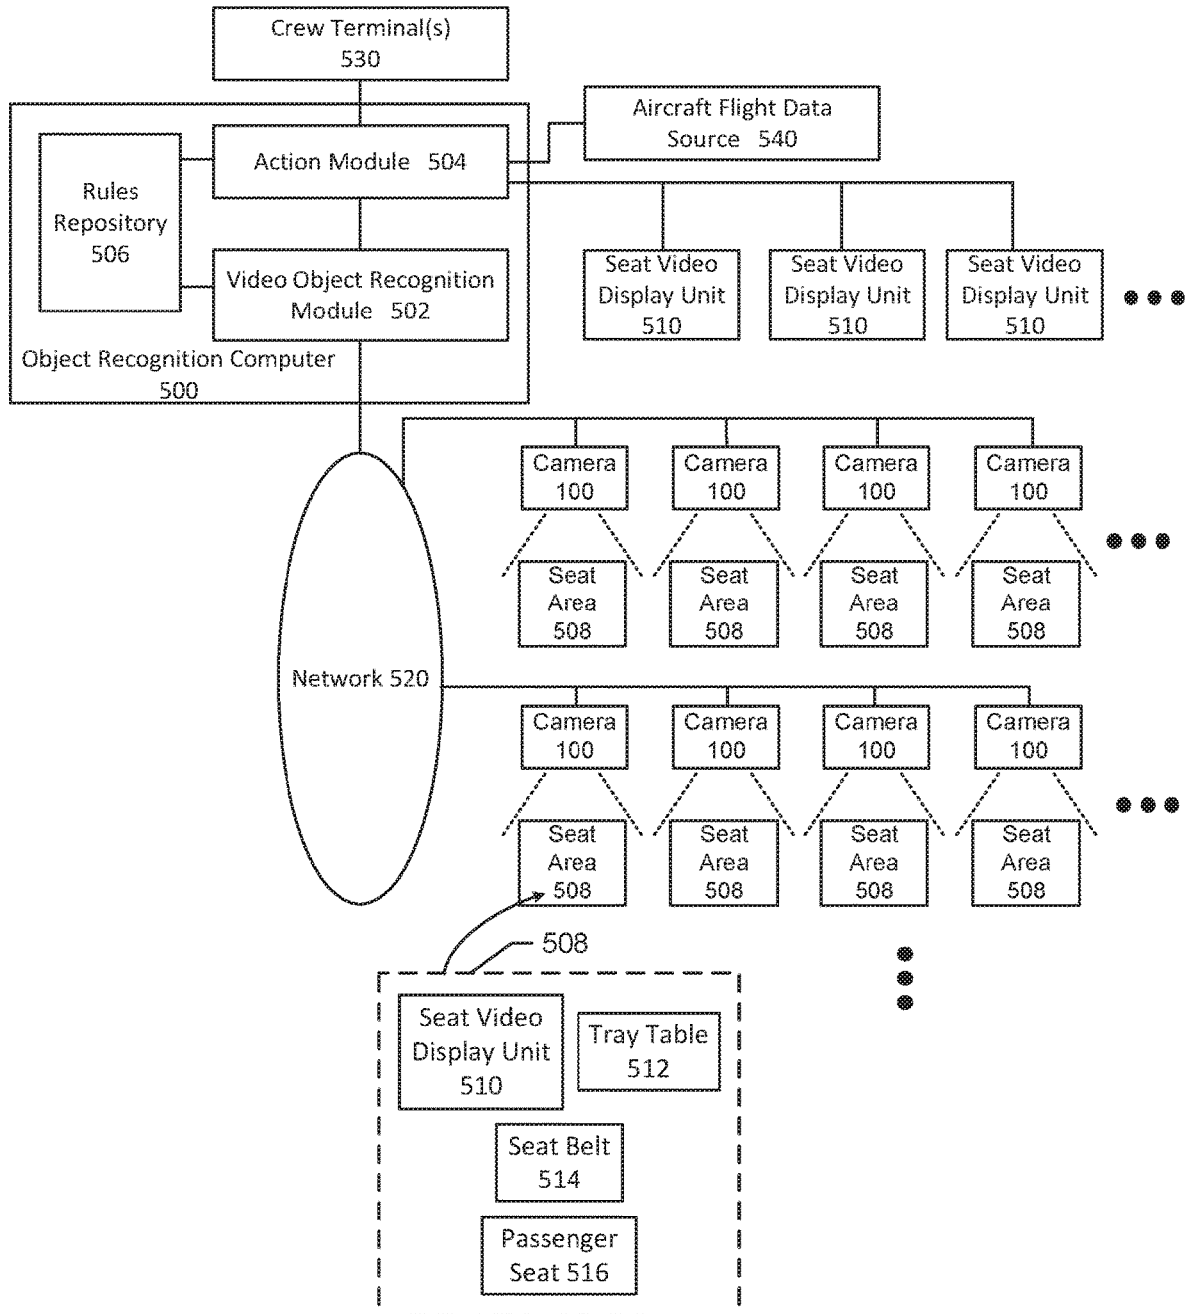 Crew Terminal(s)
530
Aircraft Flight Data
Source 540
Action Module 504
Rules
Repository
506
Video Object Recognition
Module 502
Object Recognition Computer
500
Seat Video
Display Unit
510
Seat Video
Display Unit
510
Seat Video
Display Unit
510
Camera
100
Camera
100
Camera
100
Camera
100
Seat
Area
508
Seat
Area
508
Seat
Area
508
Seat
Area
508
Network 520
Camera
100
Camera
100
Camera
100
Camera
100
Seat
Area
508
Seat
Area
508
Seat
Area
508
Seat
Area
508
508
Seat Video
Display Unit
510
Tray Table
512
Seat Belt
514
Passenger
Seat 516